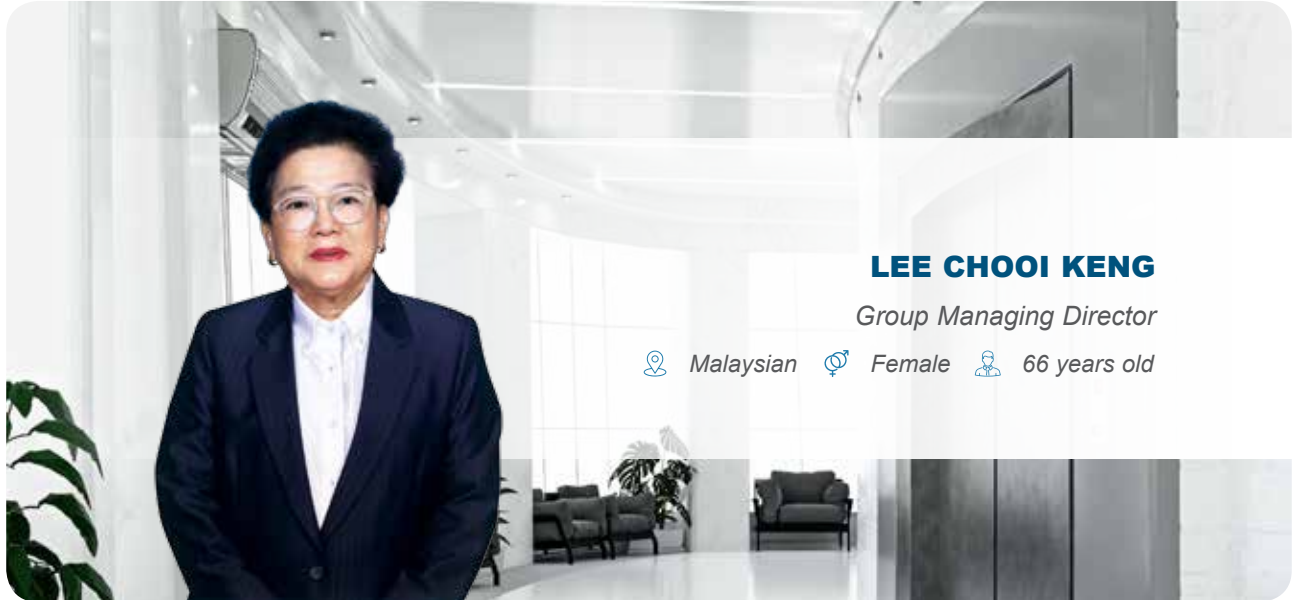 LEE CHOOI KENG
Group Managing Director
Malaysian Female 66 years old